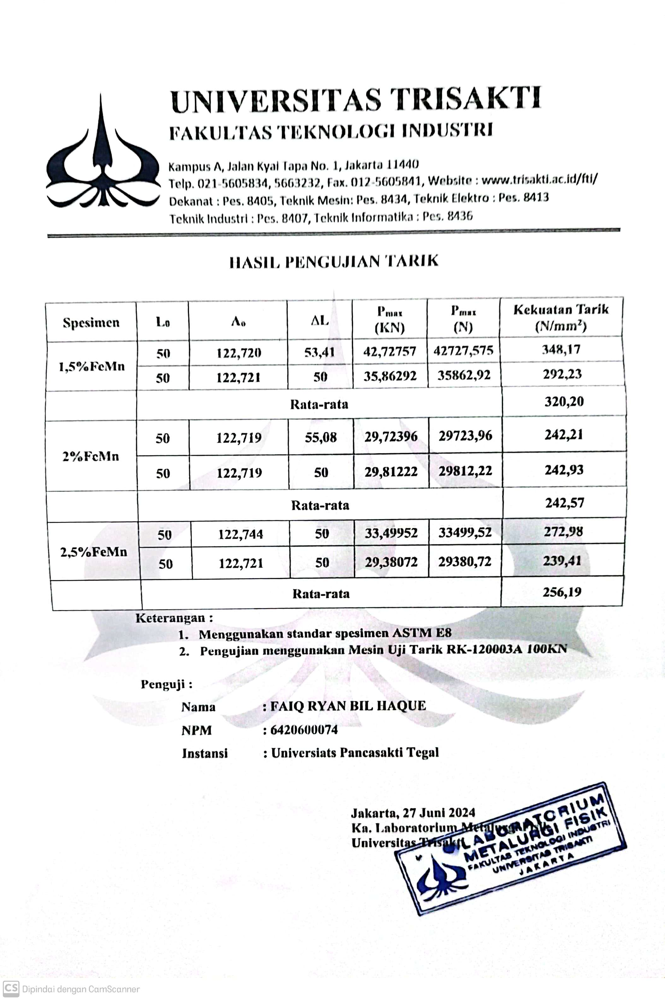 UNIVERSITAS TRISAKTI
FAKULTAS TEKNOLOGI INDUSTRI
Kampus A, Jalan Kyai Tapa No. 1, Jakarta 11440
Telp. 021-5605834, 5663232, Fax. 012-5605841, Website : www.trisakti.ac.id/fti/
Dekanat : Pes. 8405, Teknik Mesin: Pes. 8434, Teknik Elektro : Pes. 8413
Teknik Industri : Pes. 8407, Teknik Informatika : Pes. 8436
HASIL PENGUJIAN TARIK
Spesimen L₀ A₀ ΔL Pmax (KN) Pmax (N) Kekuatan Tarik (N/mm²)
1,5%FeMn 50 122,720 53,41 42,72757 42727,575 348,17
50 122,721 50 35,86292 35862,92 292,23
Rata-rata 320,20
2%FeMn 50 122,719 55,08 29,72396 29723,96 242,21
50 122,719 50 29,81222 29812,22 242,93
Rata-rata 242,57
2,5%FeMn 50 122,744 50 33,49952 33499,52 272,98
50 122,721 50 29,38072 29380,72 239,41
Rata-rata 256,19
Keterangan :
1. Menggunakan standar spesimen ASTM E8
2. Pengujian menggunakan Mesin Uji Tarik RK-120003A 100KN
Penguji :
Nama : FAIQ RYAN BIL HAQUE
NPM : 6420600074
Instansi : Universiats Pancasakti Tegal
Jakarta, 27 Juni 2024
Ka. Laboratorium Metalurgi Fisik
Universitas Trisakti
LABORATORIUM
METALURGI FISIK
FAKULTAS TEKNOLOGI INDUSTRI
UNIVERSITAS TRISAKTI
JAKARTA
CS Dipindai dengan CamScanner